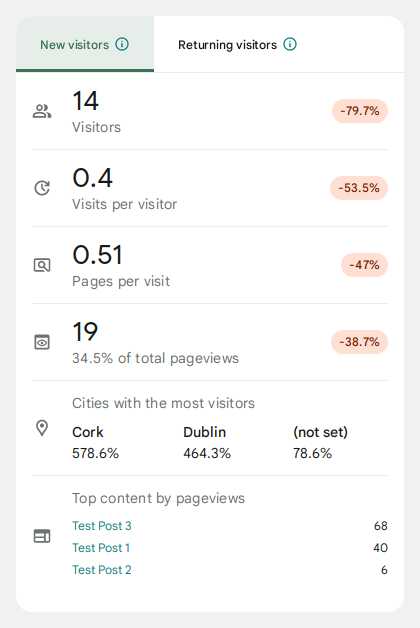 New visitors Returning visitors
14
Visitors
-79.7%
0.4
Visits per visitor
-53.5%
0.51
Pages per visit
-47%
19
34.5% of total pageviews
-38.7%
Cities with the most visitors
Cork Dublin (not set)
578.6% 464.3% 78.6%
Top content by pageviews
Test Post 3 68
Test Post 1 40
Test Post 2 6